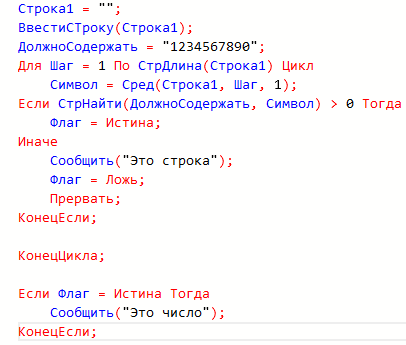 Строка1 = "";
ВвестиСТроку(Строка1);
ДолжноСодержать = "1234567890";
Для Шаг = 1 По СтрДлина(Строка1) Цикл
    Символ = Сред(Строка1, Шаг, 1);
Если СтрНайти(ДолжноСодержать, Символ) > 0 Тогда
    Флаг = Истина;
Иначе
    Сообщить("Это строка");
    Флаг = Ложь;
    Прервать;
КонецЕсли;

КонецЦикла;

Если Флаг = Истина Тогда
    Сообщить("Это число");
КонецЕсли;